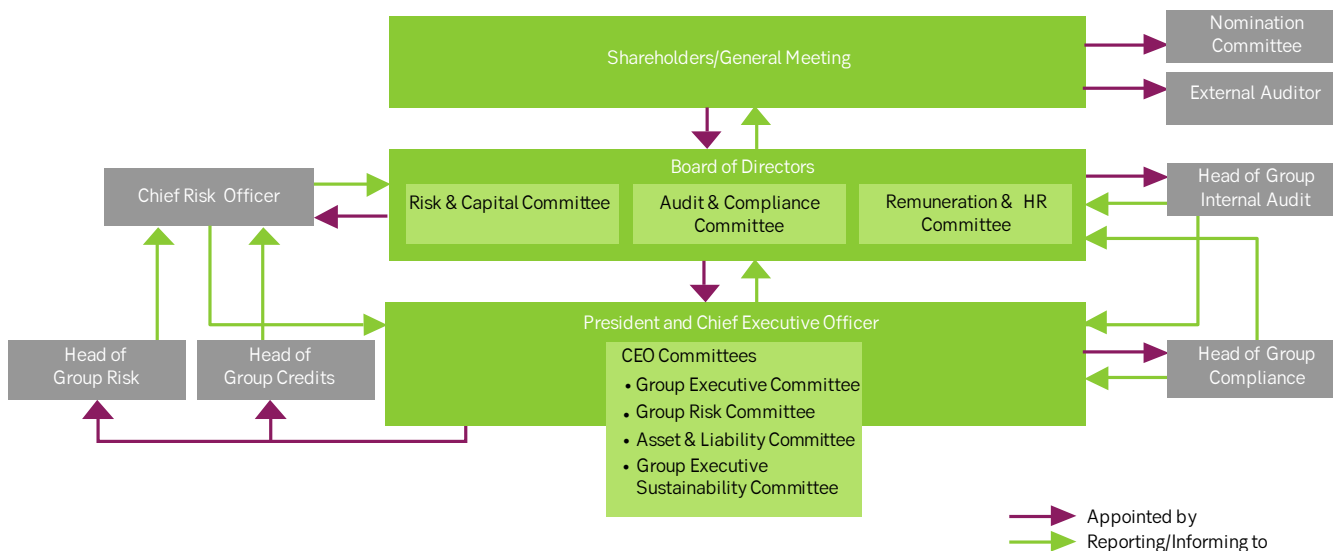 Shareholders/General Meeting
Nomination
Committee
External Auditor
Board of Directors
Risk & Capital Committee
Audit & Compliance
Committee
Remuneration & HR
Committee
Chief Risk Officer
Head of Group
Internal Audit
President and Chief Executive Officer
CEO Committees
• Group Executive Committee
• Group Risk Committee
• Asset & Liability Committee
• Group Executive
Sustainability Committee
Head of
Group Risk
Head of
Group Credits
Head of Group
Compliance
Appointed by
Reporting/Informing to